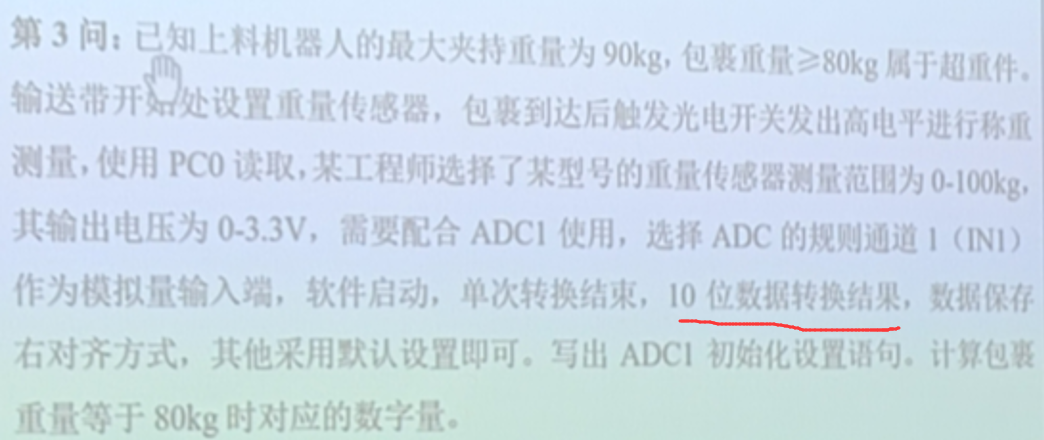 第 3 问：已知上料机器人的最大夹持重量为 90kg，包裹重量≥80kg 属于超重件。
输送带开始处设置重量传感器，包裹到达后触发光电开关发出高电平进行称重
测量，使用 PC0 读取，某工程师选择了某型号的重量传感器测量范围为 0-100kg，
其输出电压为 0-3.3V，需要配合 ADC1 使用，选择 ADC 的规则通道 1（IN1）
作为模拟量输入端，软件启动，单次转换结束，10 位数据转换结果，数据保存
右对齐方式，其他采用默认设置即可。写出 ADC1 初始化设置语句。计算包裹
重量等于 80kg 时对应的数字量。